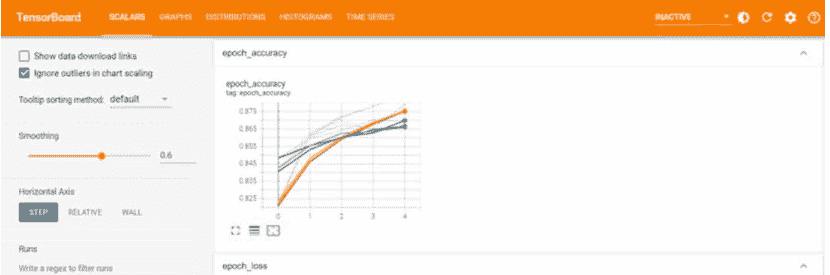 TensorBoard
SCALARS
GRAPHS
DISTRIBUTIONS
HISTOGRAMS
TIME SERIES
INACTIVE
Show data download links
Ignore outliers in chart scaling
Tooltip sorting method: default
Smoothing
0.6
Horizontal Axis
STEP
RELATIVE
WALL
Runs
Write a regex to filter runs
epoch_accuracy
epoch_accuracy
tag: epoch_accuracy
0.875
0.865
0.855
0.845
0.835
0.825
0 1 2 3 4
epoch_loss